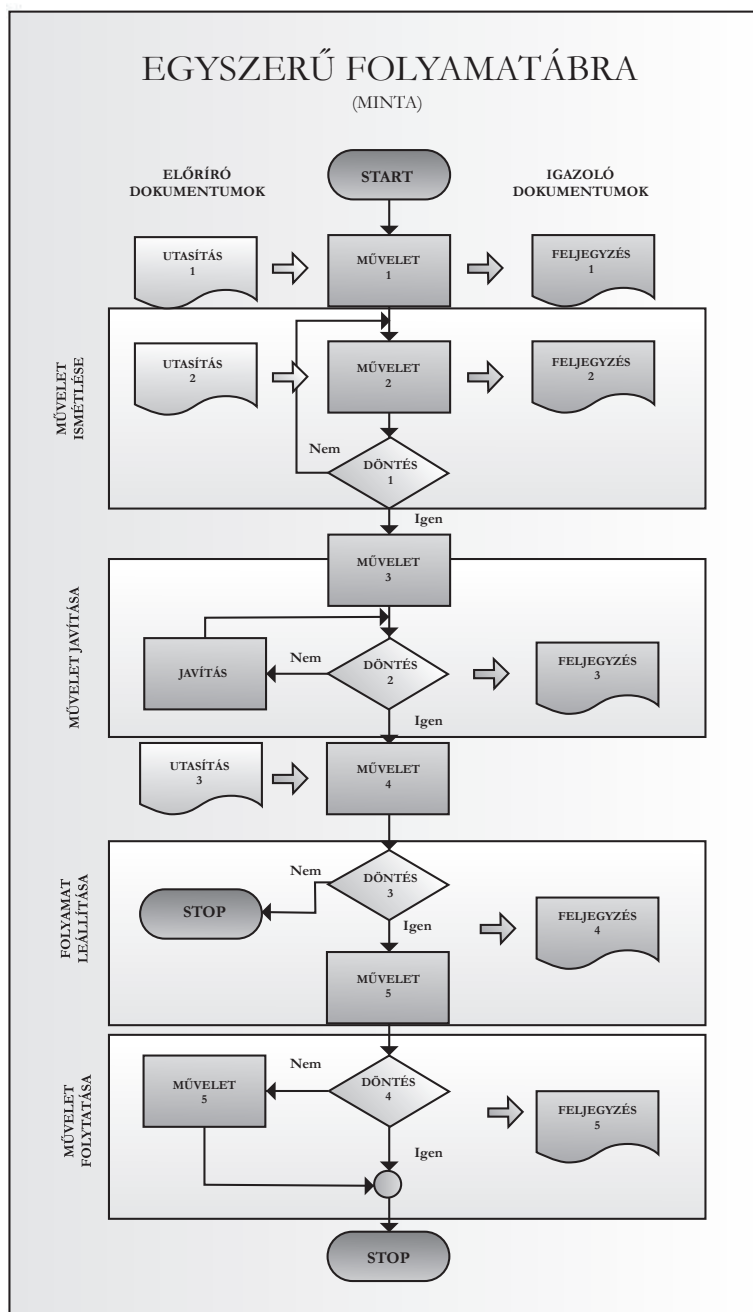 EGYSZERŰ FOLYAMATÁBRA
(MINTA)
ELŐRÍRÓ
DOKUMENTUMOK
START
IGAZOLÓ
DOKUMENTUMOK
UTASÍTÁS
1
MŰVELET
1
FELJEGYZÉS
1
MŰVELET
ISMÉTLÉSE
UTASÍTÁS
2
MŰVELET
2
FELJEGYZÉS
2
Nem
DÖNTÉS
1
Igen
MŰVELET
3
MŰVELET JAVÍTÁSA
JAVÍTÁS
Nem
DÖNTÉS
2
FELJEGYZÉS
3
Igen
UTASÍTÁS
3
MŰVELET
4
FOLYAMAT
LEÁLLÍTÁSA
Nem
DÖNTÉS
3
STOP
Igen
FELJEGYZÉS
4
MŰVELET
5
MŰVELET
FOLYTATÁSA
MŰVELET
5
Nem
DÖNTÉS
4
FELJEGYZÉS
5
Igen
STOP